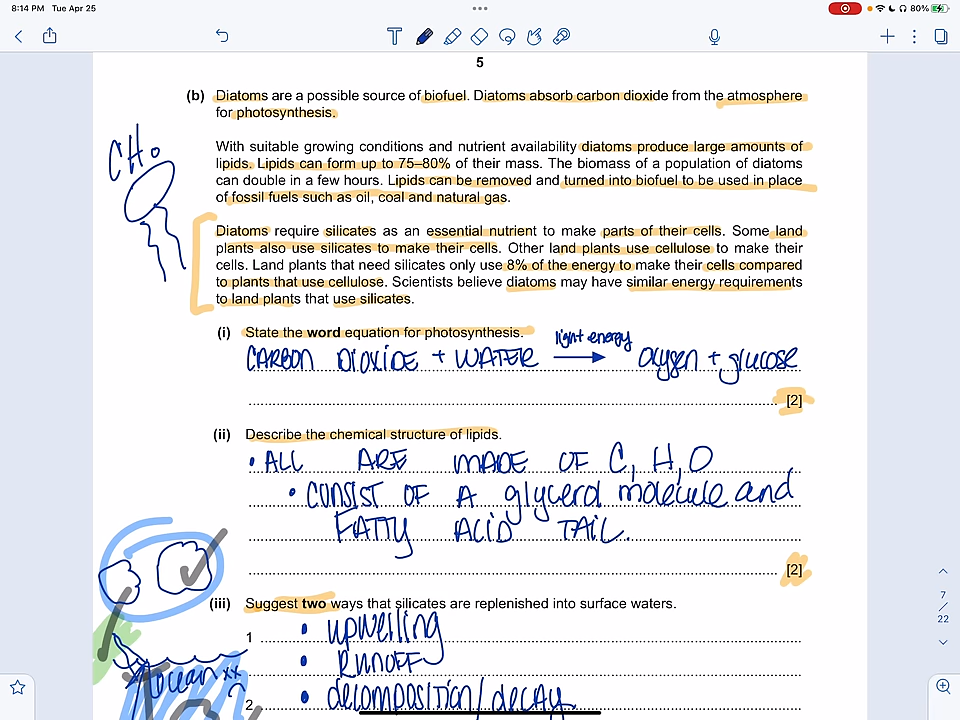 8:14 PM Tue Apr 25
80%
5
(b) Diatoms are a possible source of biofuel. Diatoms absorb carbon dioxide from the atmosphere
for photosynthesis.
With suitable growing conditions and nutrient availability diatoms produce large amounts of
lipids. Lipids can form up to 75–80% of their mass. The biomass of a population of diatoms
can double in a few hours. Lipids can be removed and turned into biofuel to be used in place
of fossil fuels such as oil, coal and natural gas.
CHO
Diatoms require silicates as an essential nutrient to make parts of their cells. Some land
plants also use silicates to make their cells. Other land plants use cellulose to make their
cells. Land plants that need silicates only use 8% of the energy to make their cells compared
to plants that use cellulose. Scientists believe diatoms may have similar energy requirements
to land plants that use silicates.
(i) State the word equation for photosynthesis.
light energy
CARBON DIOXIDE + WATER → oxygen + glucose
[2]
(ii) Describe the chemical structure of lipids.
• ALL ARE MADE OF C, H, O
• CONSIST OF A glycerol molecule and
FATTY ACID TAIL.
[2]
(iii) Suggest two ways that silicates are replenished into surface waters.
1 • upwelling
• RUNOFF
2 • decomposition/decay
ocean
7
/
22